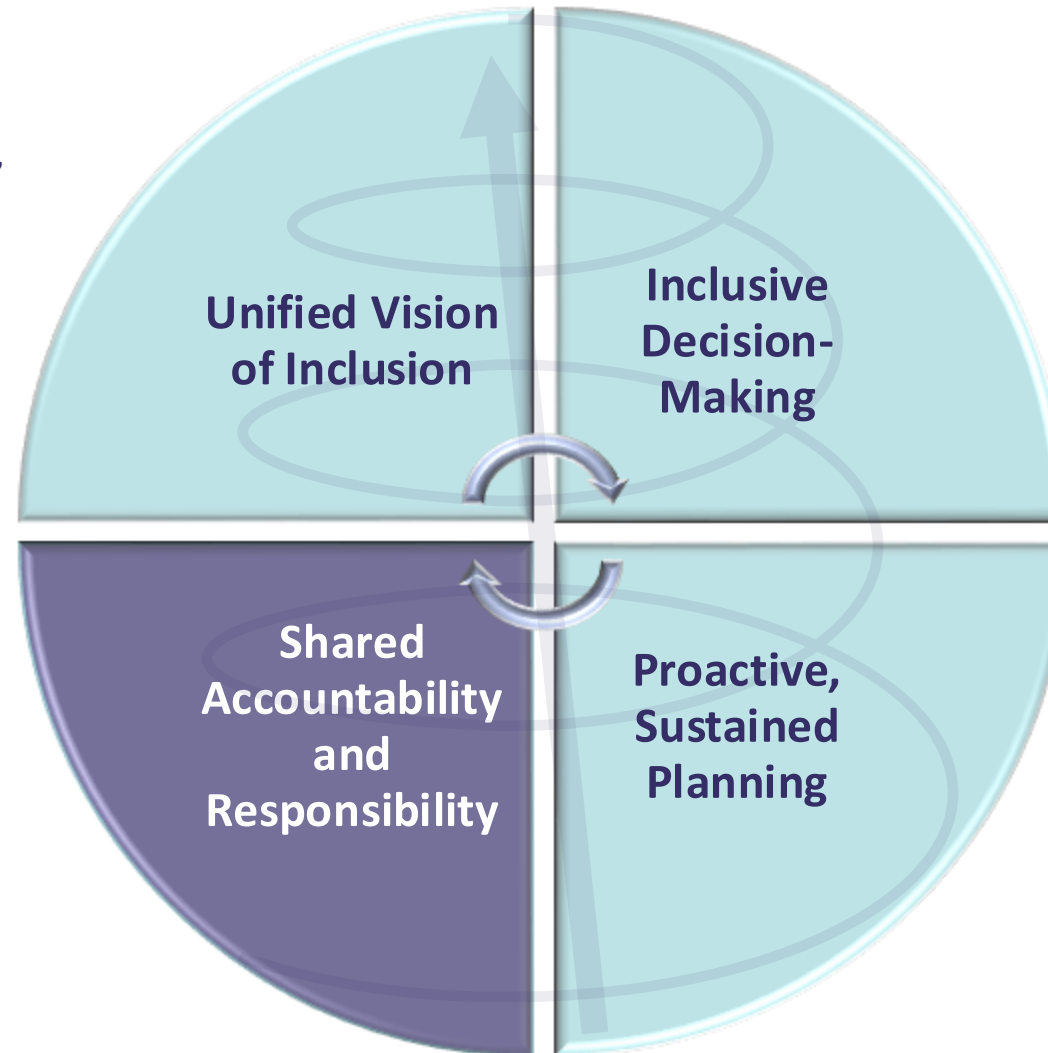 Unified Vision
of Inclusion
Inclusive
Decision-
Making
Shared
Accountability
and
Responsibility
Proactive,
Sustained
Planning